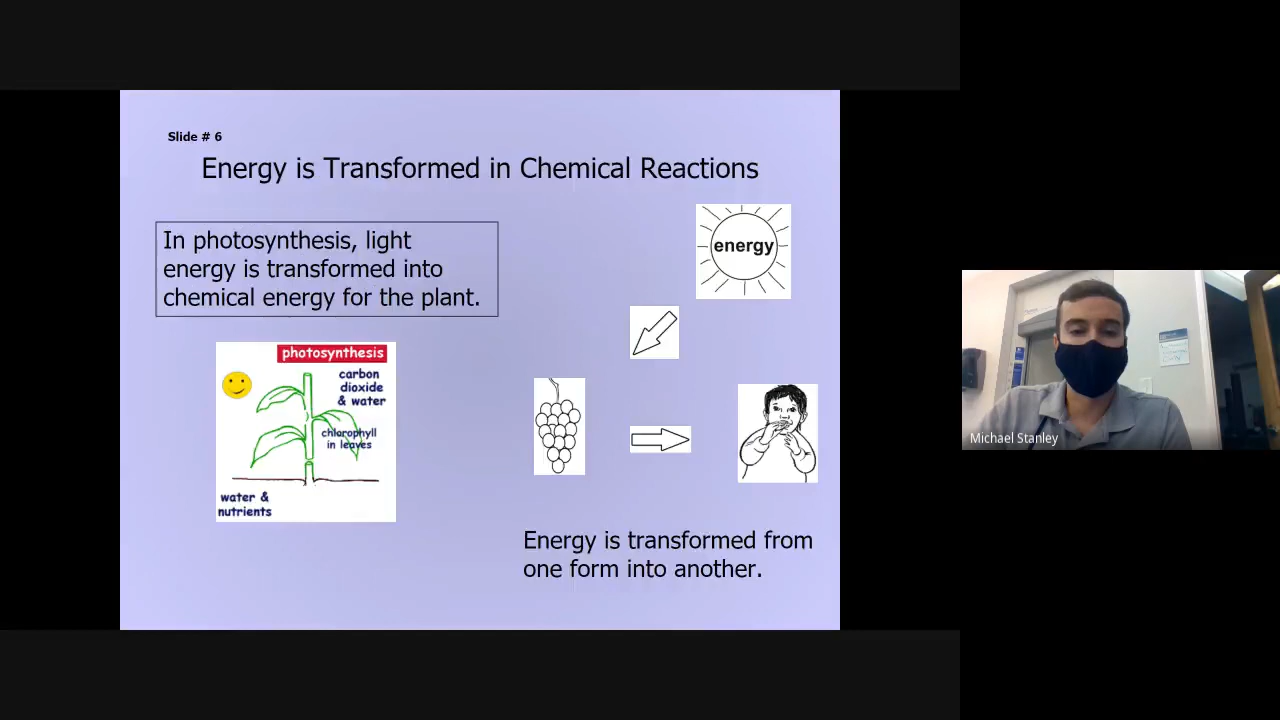 Slide # 6
Energy is Transformed in Chemical Reactions
In photosynthesis, light
energy is transformed into
chemical energy for the plant.
energy
photosynthesis
carbon
dioxide
& water
chlorophyll
in leaves
water &
nutrients
Energy is transformed from
one form into another.
Michael Stanley